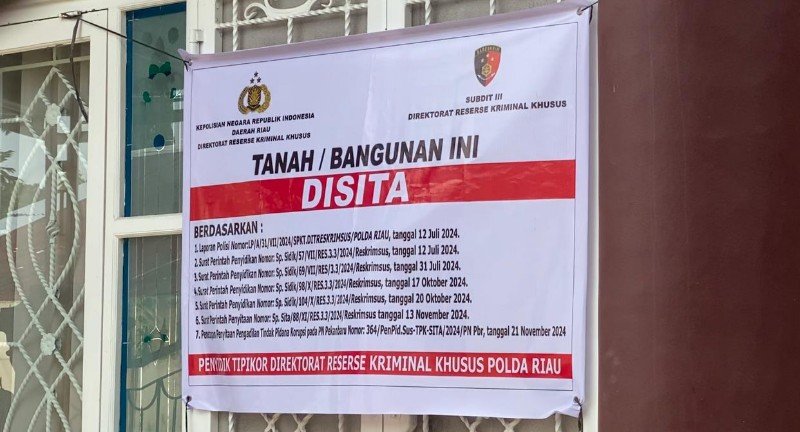 KEPOLISIAN NEGARA REPUBLIK INDONESIA
DAERAH RIAU
DIREKTORAT RESERSE KRIMINAL KHUSUS
SUBDIT III
DIREKTORAT RESERSE KRIMINAL KHUSUS
TANAH / BANGUNAN INI
DISITA
BERDASARKAN :
1. Laporan Polisi Nomor:LP/A/31/VII/2024/SPKT.DITRESKRIMSUS/POLDA RIAU, tanggal 12 Juli 2024.
2. Surat Perintah Penyidikan Nomor: Sp. Sidik/57/VII/RES.3.3/2024/Reskrimsus, tanggal 12 Juli 2024.
3. Surat Perintah Penyidikan Nomor: Sp. Sidik/69/VII/RES/3.3/2024/Reskrimsus, tanggal 31 Juli 2024.
4. Surat Perintah Penyidikan Nomor: Sp. Sidik/98/X/RES.3.3/2024/Reskrimsus, tanggal 17 Oktober 2024.
5. Surat Perintah Penyidikan Nomor: Sp. Sidik/104/X/RES.3.3/2024/Reskrimsus, tanggal 20 Oktober 2024.
6. Surat Perintah Penyitaan Nomor: Sp. Sita/88/XI/RES.3.3/2024/Reskrimsus tanggal 13 November 2024.
7. Penyitaan Pengadilan Tindak Pidana Korupsi pada PN Pekanbaru Nomor: 364/PenPid.Sus-TPK-SITA/2024/PN Pbr, tanggal 21 November 2024
PENYIDIK TIPIKOR DIREKTORAT RESERSE KRIMINAL KHUSUS POLDA RIAU